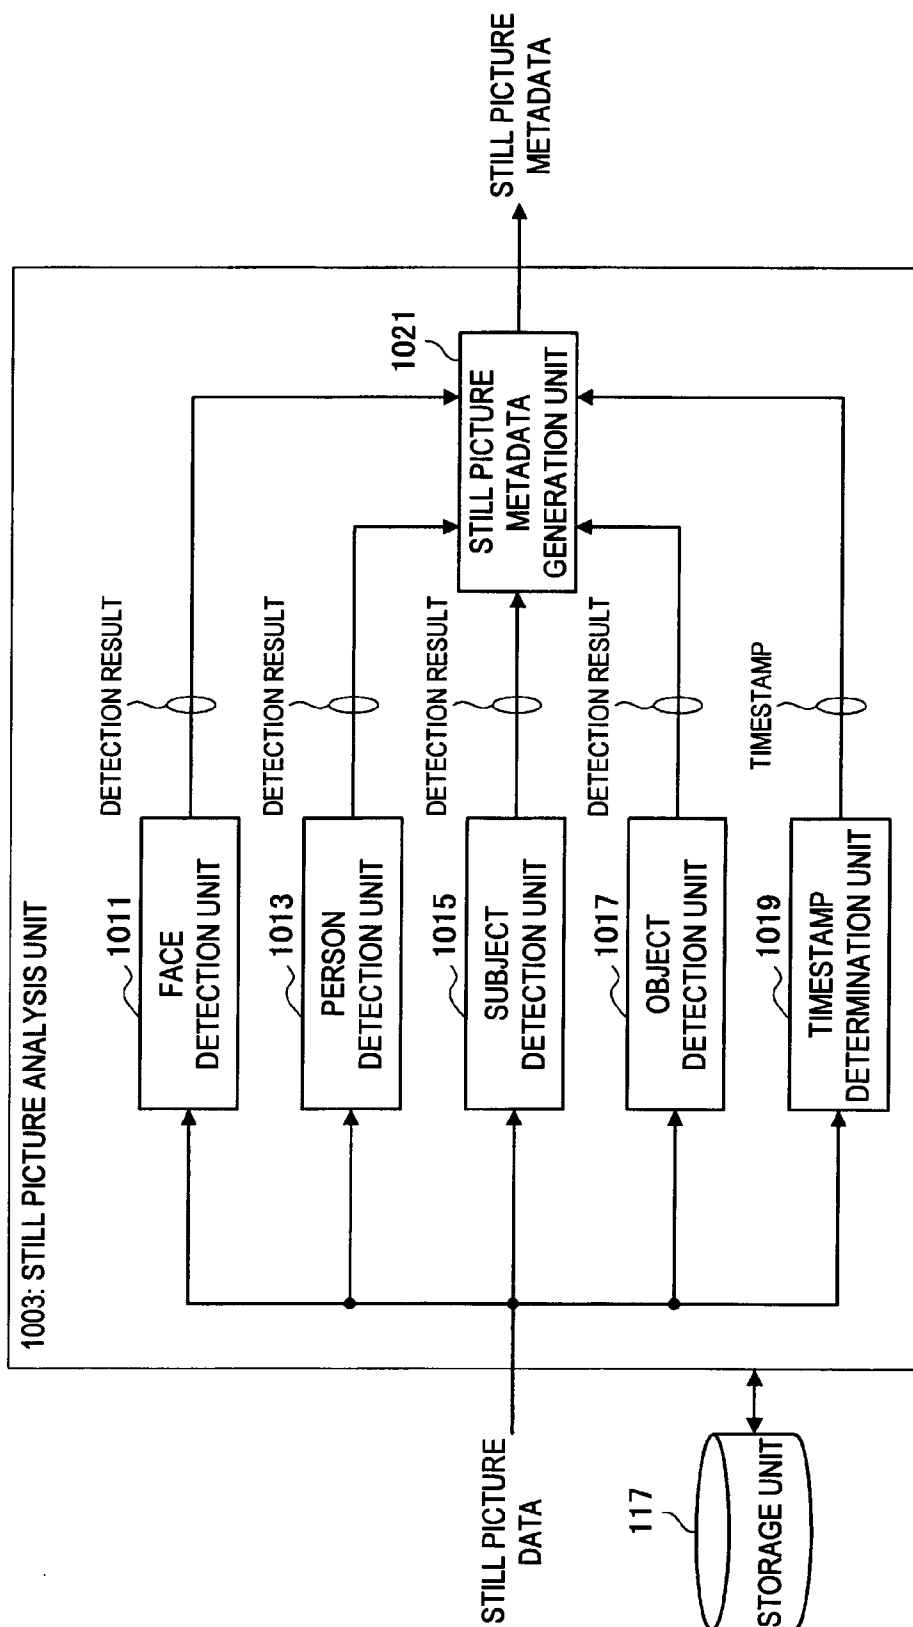 1003: STILL PICTURE ANALYSIS UNIT
STILL PICTURE
DATA
117
STORAGE UNIT
1011
FACE
DETECTION UNIT
DETECTION RESULT
1013
PERSON
DETECTION UNIT
DETECTION RESULT
1015
SUBJECT
DETECTION UNIT
DETECTION RESULT
1017
OBJECT
DETECTION UNIT
DETECTION RESULT
1019
TIMESTAMP
DETERMINATION UNIT
TIMESTAMP
1021
STILL PICTURE
METADATA
GENERATION UNIT
STILL PICTURE
METADATA